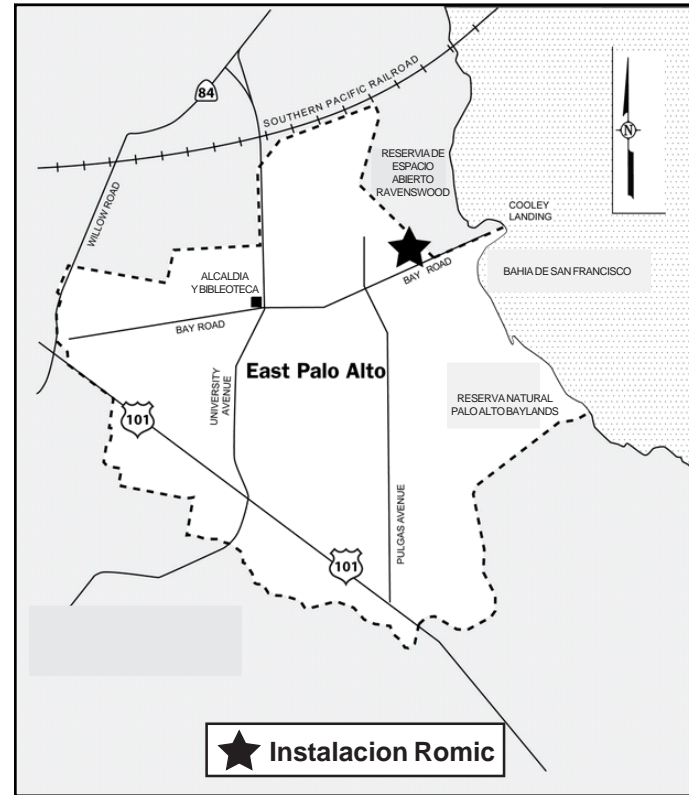 84
SOUTHERN PACIFIC RAILROAD
RESERVIA DE
ESPACIO
ABIERTO
RAVENSWOOD
N
WILLOW ROAD
COOLEY
LANDING
ALCALDIA
Y BIBLEOTECA
BAY ROAD
BAHIA DE SAN FRANCISCO
BAY ROAD
East Palo Alto
UNIVERSITY
AVENUE
RESERVA NATURAL
PALO ALTO BAYLANDS
101
PULGAS AVENUE
101
Instalacion Romic